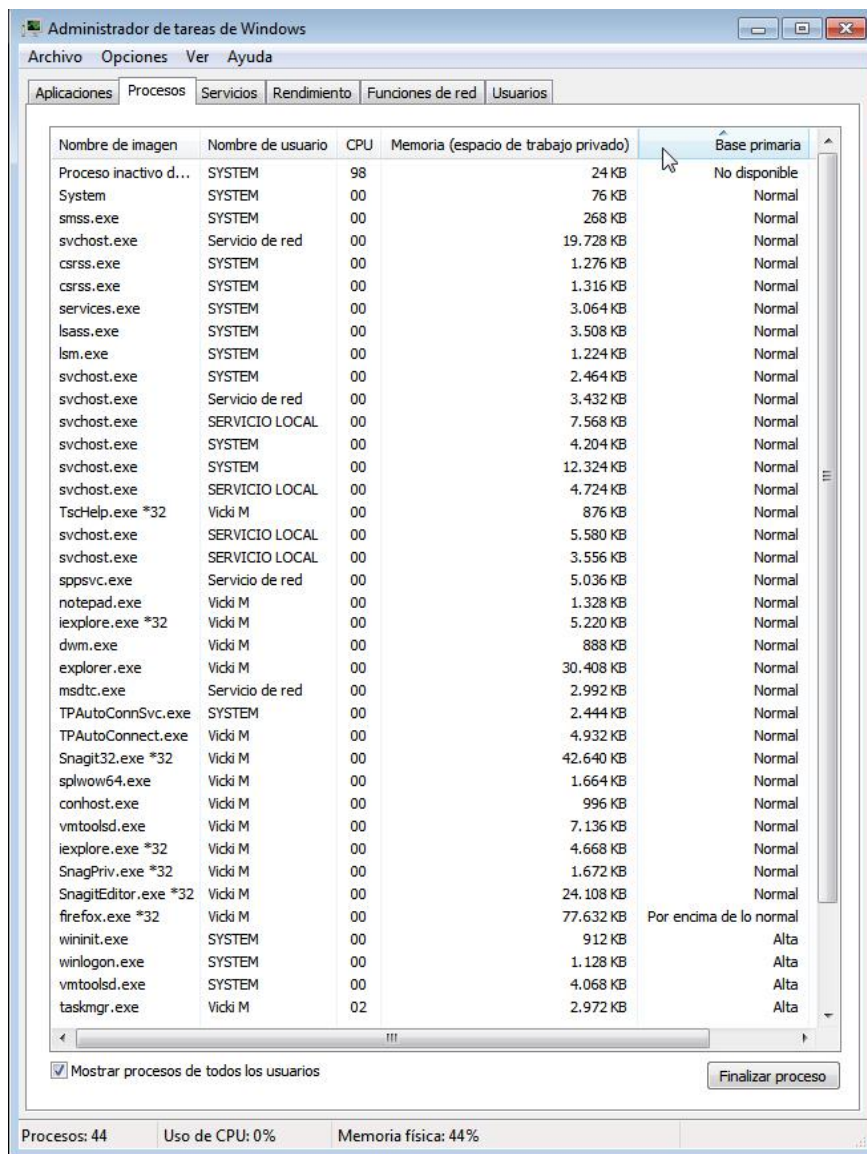 Administrador de tareas de Windows
Archivo Opciones Ver Ayuda
Aplicaciones Procesos Servicios Rendimiento Funciones de red Usuarios
Nombre de imagen Nombre de usuario CPU Memoria (espacio de trabajo privado) Base primaria
Proceso inactivo d... SYSTEM 98 24 KB No disponible
System SYSTEM 00 76 KB Normal
smss.exe SYSTEM 00 268 KB Normal
svchost.exe Servicio de red 00 19.728 KB Normal
csrss.exe SYSTEM 00 1.276 KB Normal
csrss.exe SYSTEM 00 1.316 KB Normal
services.exe SYSTEM 00 3.064 KB Normal
lsass.exe SYSTEM 00 3.508 KB Normal
lsm.exe SYSTEM 00 1.224 KB Normal
svchost.exe SYSTEM 00 2.464 KB Normal
svchost.exe Servicio de red 00 3.432 KB Normal
svchost.exe SERVICIO LOCAL 00 7.568 KB Normal
svchost.exe SYSTEM 00 4.204 KB Normal
svchost.exe SYSTEM 00 12.324 KB Normal
svchost.exe SERVICIO LOCAL 00 4.724 KB Normal
TscHelp.exe *32 Vicki M 00 876 KB Normal
svchost.exe SERVICIO LOCAL 00 5.580 KB Normal
svchost.exe SERVICIO LOCAL 00 3.556 KB Normal
sppsvc.exe Servicio de red 00 5.036 KB Normal
notepad.exe Vicki M 00 1.328 KB Normal
iexplore.exe *32 Vicki M 00 5.220 KB Normal
dwm.exe Vicki M 00 888 KB Normal
explorer.exe Vicki M 00 30.408 KB Normal
msdtc.exe Servicio de red 00 2.992 KB Normal
TPAutoConnSvc.exe SYSTEM 00 2.444 KB Normal
TPAutoConnect.exe Vicki M 00 4.932 KB Normal
Snagit32.exe *32 Vicki M 00 42.640 KB Normal
splwow64.exe Vicki M 00 1.664 KB Normal
conhost.exe Vicki M 00 996 KB Normal
vmtoolsd.exe Vicki M 00 7.136 KB Normal
iexplore.exe *32 Vicki M 00 4.668 KB Normal
SnagPriv.exe *32 Vicki M 00 1.672 KB Normal
SnagitEditor.exe *32 Vicki M 00 24.108 KB Normal
firefox.exe *32 Vicki M 00 77.632 KB Por encima de lo normal
wininit.exe SYSTEM 00 912 KB Alta
winlogon.exe SYSTEM 00 1.128 KB Alta
vmtoolsd.exe SYSTEM 00 4.068 KB Alta
taskmgr.exe Vicki M 02 2.972 KB Alta
Mostrar procesos de todos los usuarios Finalizar proceso
Procesos: 44 Uso de CPU: 0% Memoria física: 44%